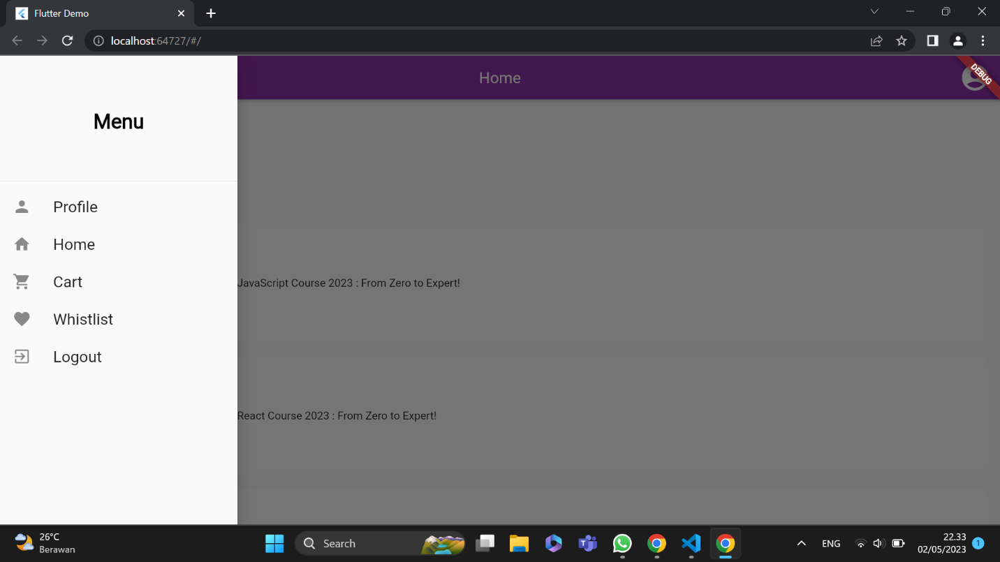 Flutter Demo
localhost:64727/#/
Home
DEBUG
Menu
Profile
Home
Cart
Whistlist
Logout
JavaScript Course 2023 : From Zero to Expert!
React Course 2023 : From Zero to Expert!
26°C
Berawan
Search
ENG
22.33
02/05/2023
1